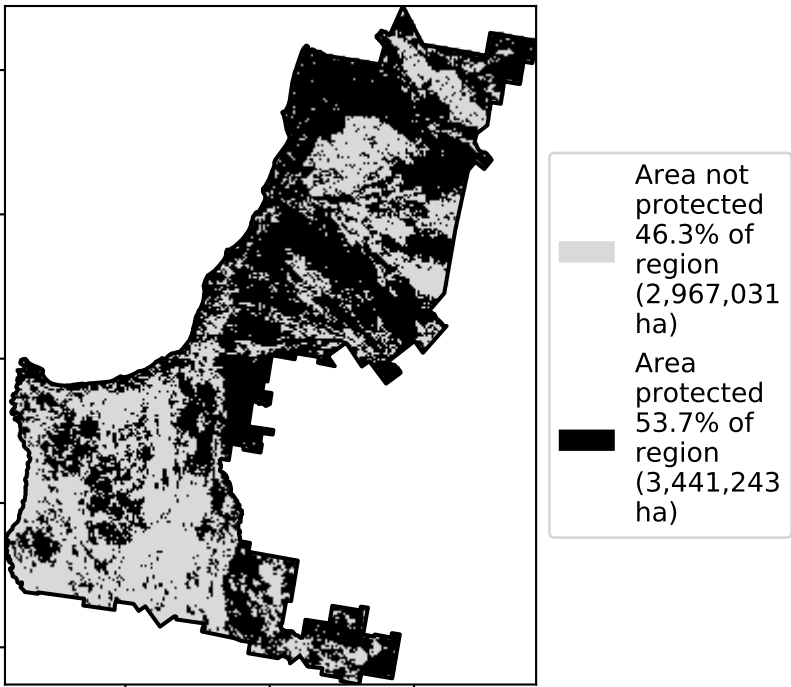 Area not
protected
46.3% of
region
(2,967,031
ha)
Area
protected
53.7% of
region
(3,441,243
ha)